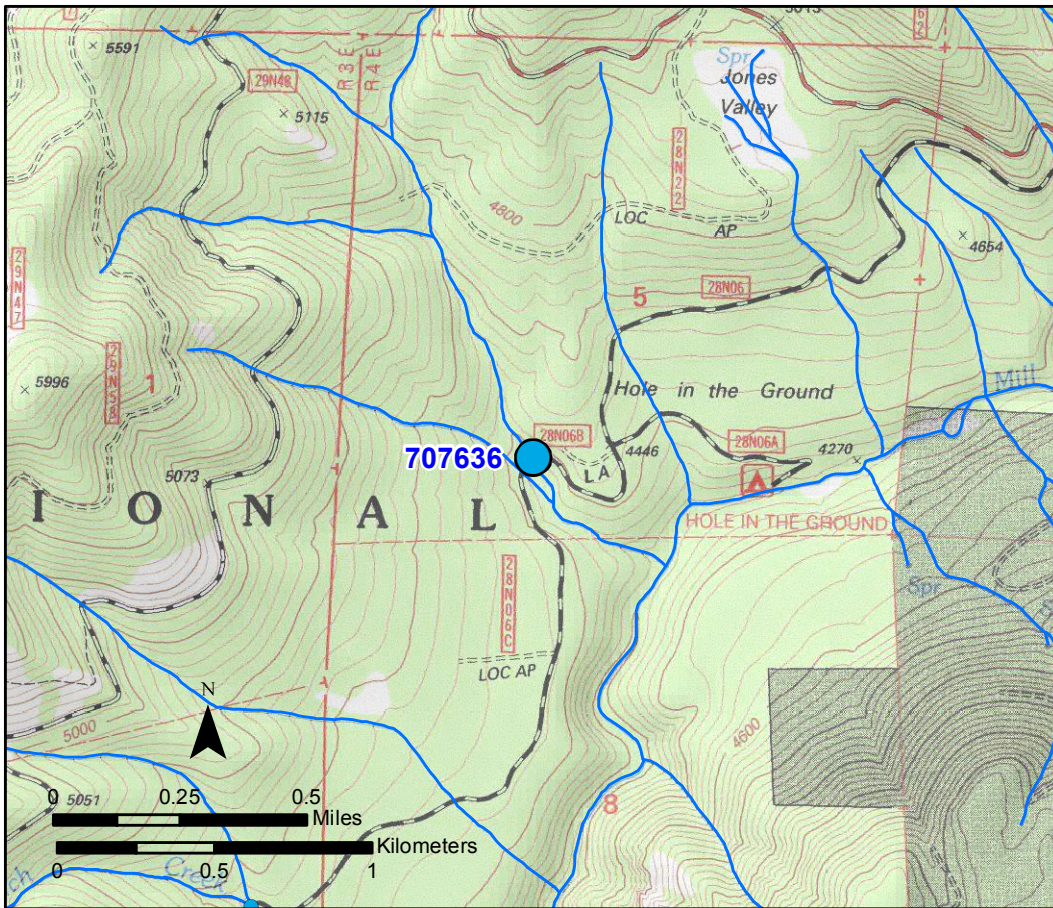 5591
29N48
R3E
R4E
5115
Spr
Jones
Valley
28N22
4800
LOC
AP
4654
29N47
28N06
5
5996
29N58
1
Hole in the Ground
Mill
28N06B
28N06A
707636
4446
4270
5073
LA
I O N A L
HOLE IN THE GROUND
28N06C
Spr
LOC AP
N
5000
4600
0 0.25 0.5
5051
Miles
8
Kilometers
0 0.5 1
Creek